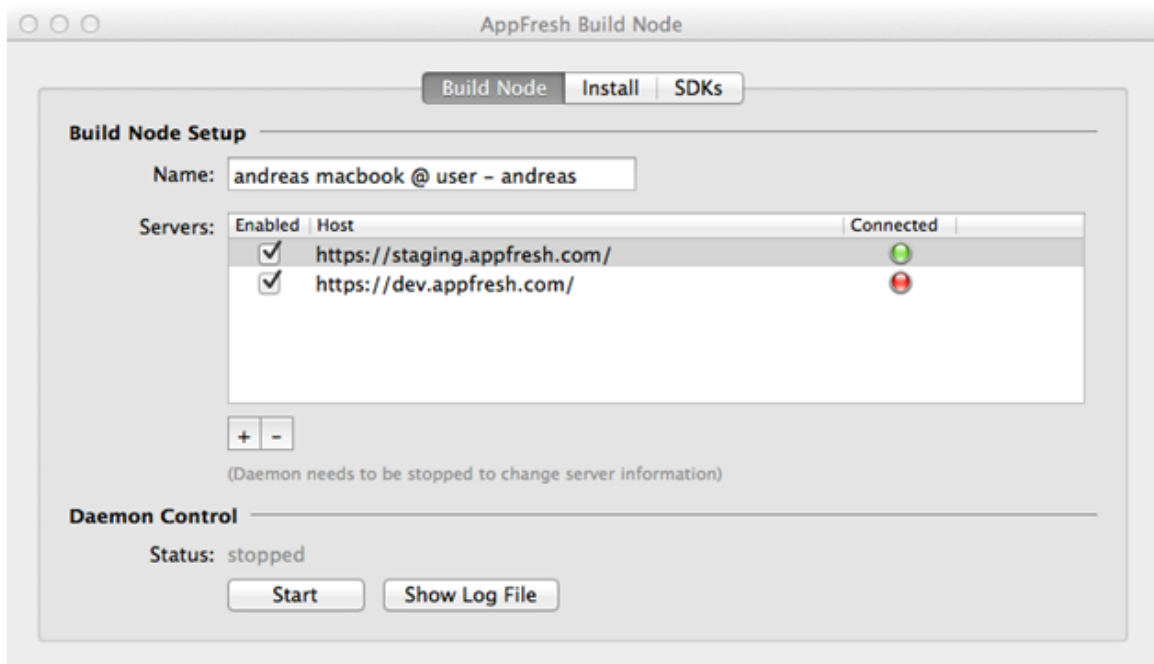 AppFresh Build Node
Build Node Install SDKs
Build Node Setup
Name: andreas macbook @ user – andreas
Servers: Enabled Host Connected
https://staging.appfresh.com/
https://dev.appfresh.com/
+ -
(Daemon needs to be stopped to change server information)
Daemon Control
Status: stopped
Start Show Log File